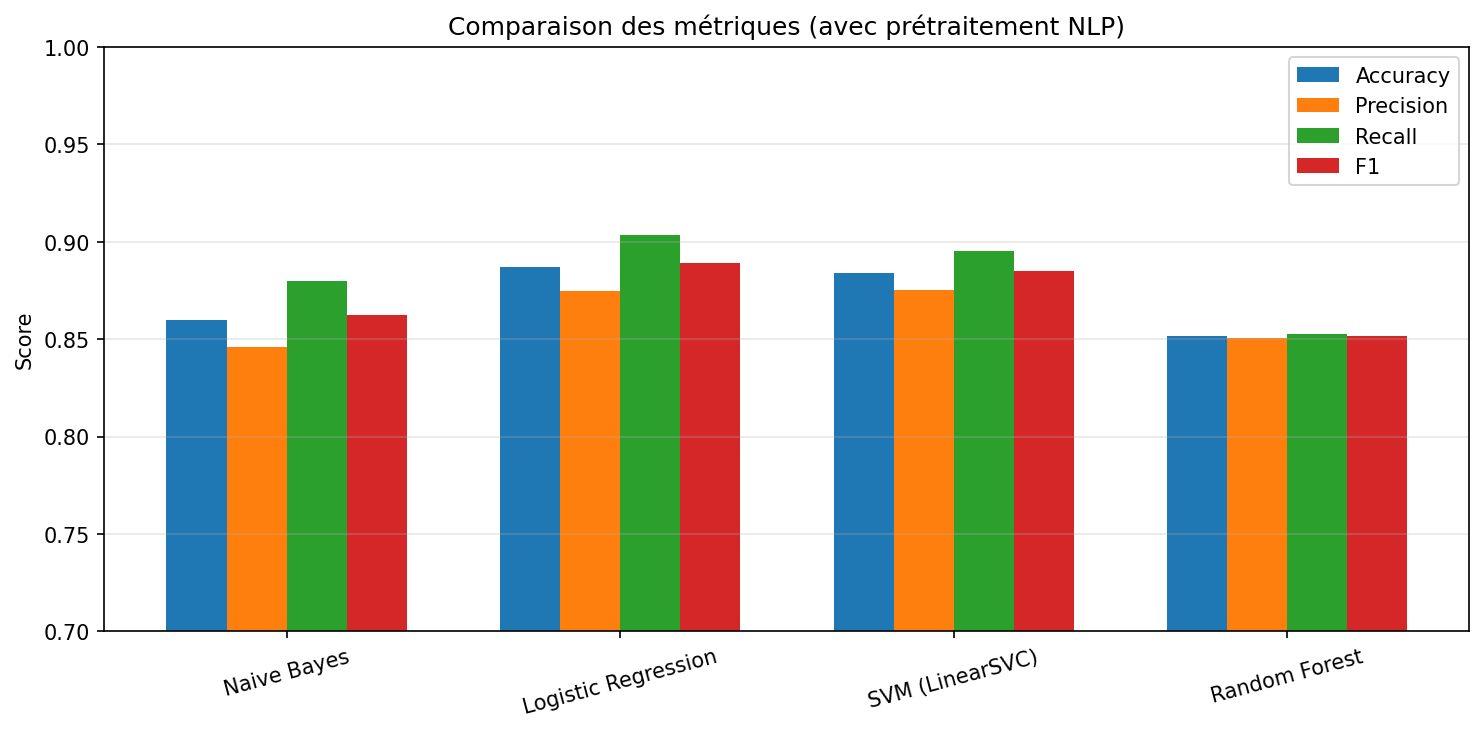 Comparaison des métriques (avec prétraitement NLP)
1.00
0.95
0.90
0.85
0.80
0.75
0.70
Score
Accuracy
Precision
Recall
F1
Naive Bayes
Logistic Regression
SVM (LinearSVC)
Random Forest